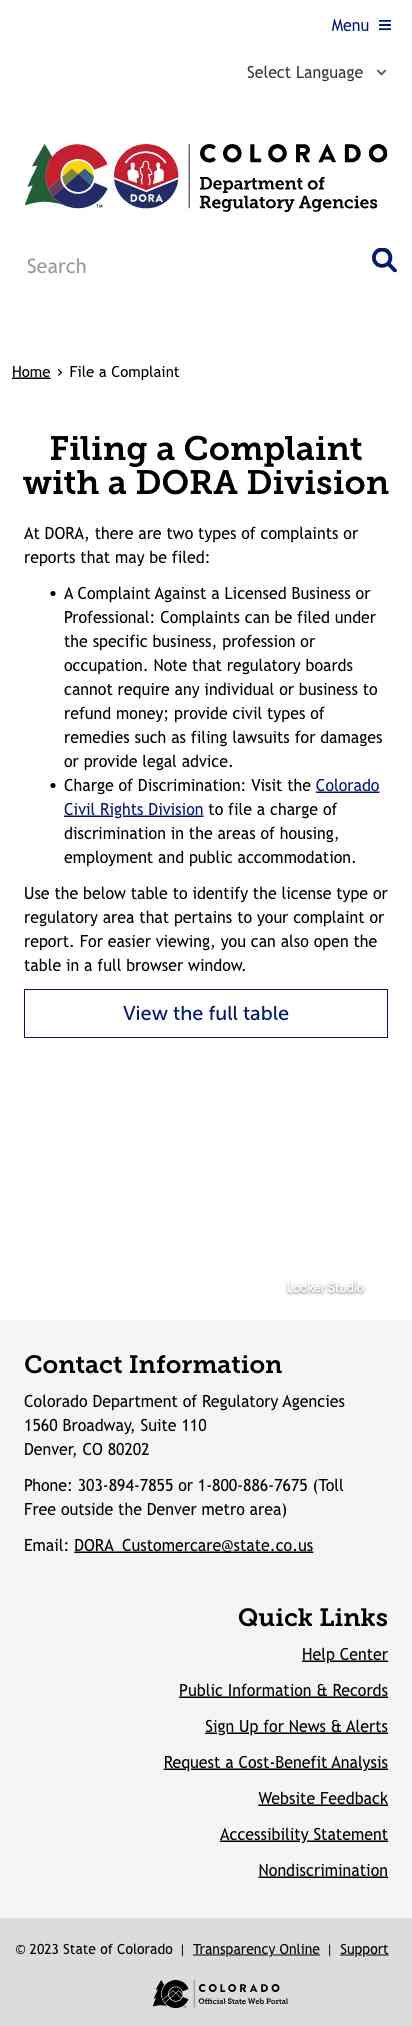 Menu
Select Language
COLORADO
Department of
Regulatory Agencies
DORA
TM
Search
Home › File a Complaint
Filing a Complaint
with a DORA Division
At DORA, there are two types of complaints or
reports that may be filed:
• A Complaint Against a Licensed Business or
Professional: Complaints can be filed under
the specific business, profession or
occupation. Note that regulatory boards
cannot require any individual or business to
refund money; provide civil types of
remedies such as filing lawsuits for damages
or provide legal advice.
• Charge of Discrimination: Visit the Colorado
Civil Rights Division to file a charge of
discrimination in the areas of housing,
employment and public accommodation.
Use the below table to identify the license type or
regulatory area that pertains to your complaint or
report. For easier viewing, you can also open the
table in a full browser window.
View the full table
Looker Studio
Contact Information
Colorado Department of Regulatory Agencies
1560 Broadway, Suite 110
Denver, CO 80202
Phone: 303-894-7855 or 1-800-886-7675 (Toll
Free outside the Denver metro area)
Email: DORA_Customercare@state.co.us
Quick Links
Help Center
Public Information & Records
Sign Up for News & Alerts
Request a Cost-Benefit Analysis
Website Feedback
Accessibility Statement
Nondiscrimination
© 2023 State of Colorado | Transparency Online | Support
COLORADO
Official State Web Portal